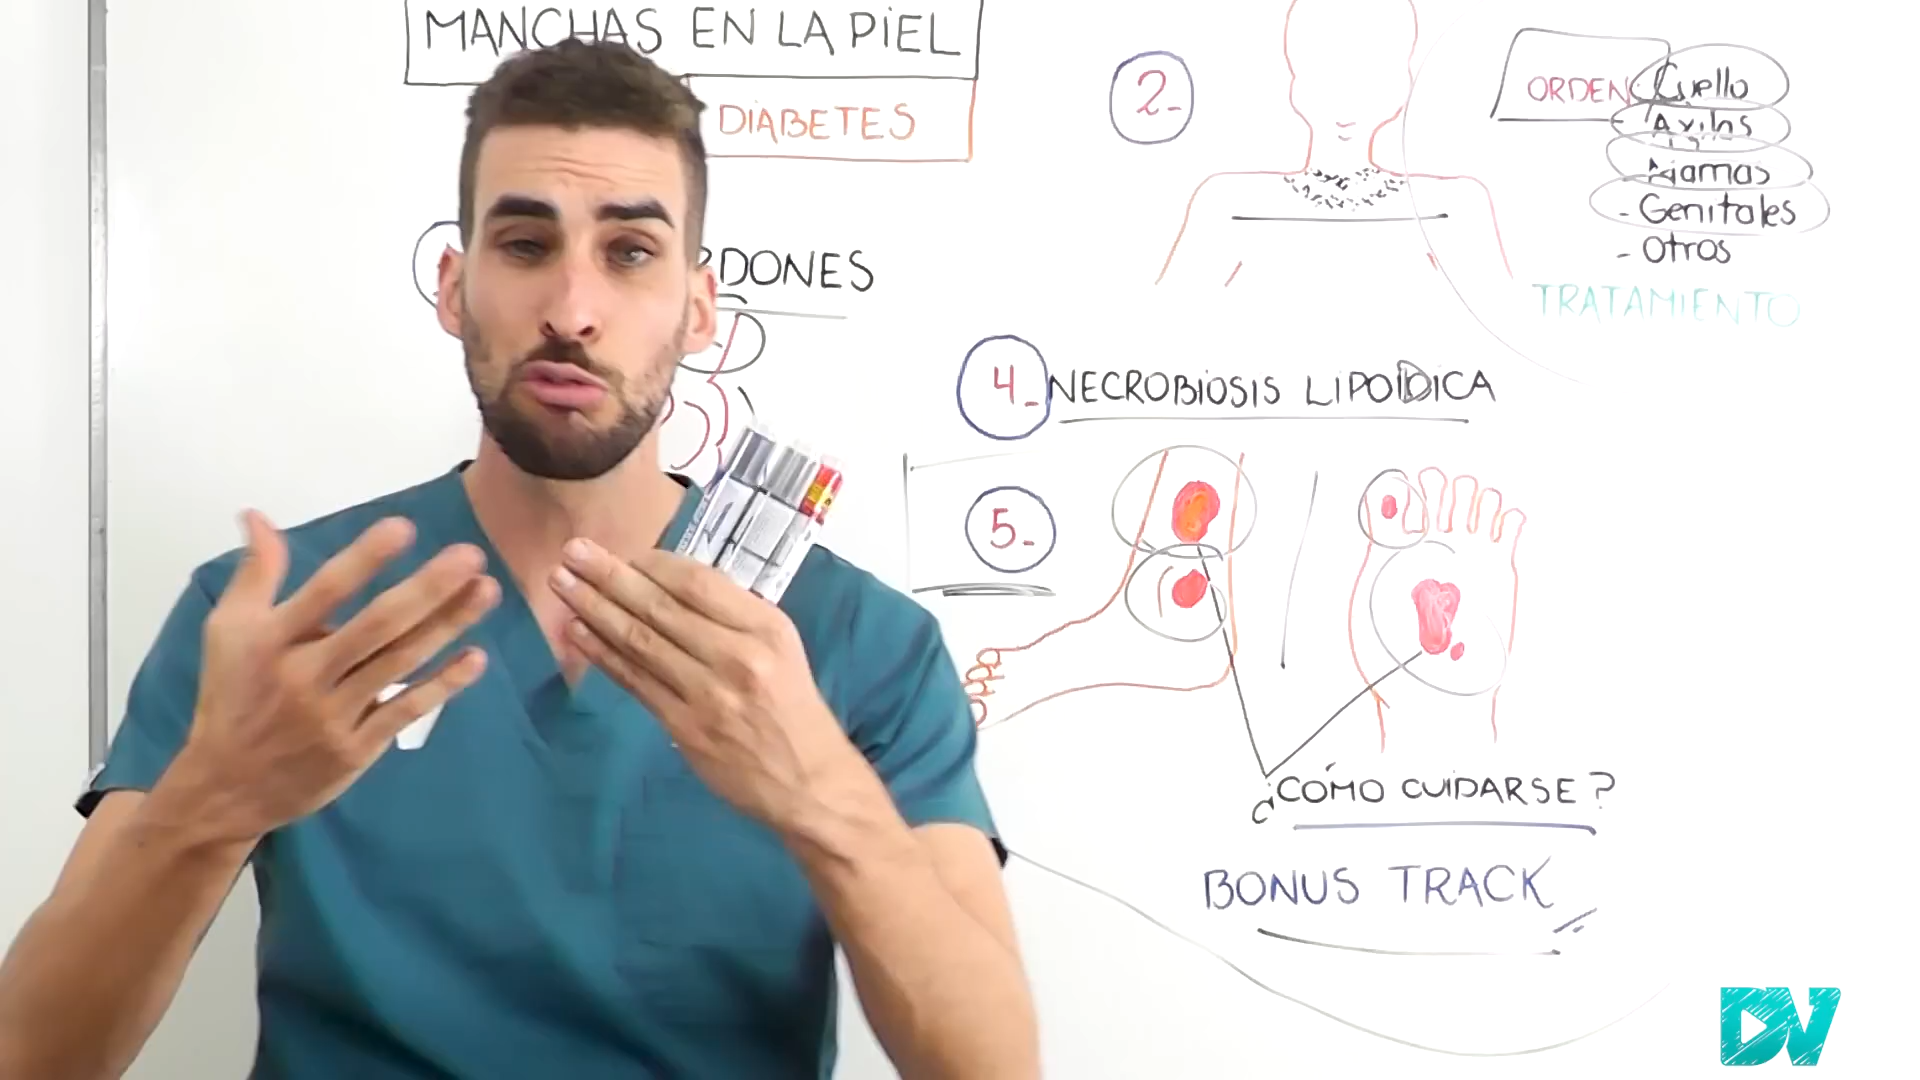 MANCHAS EN LA PIEL
DIABETES
DONES
2-
ORDEN
Cuello
Axilas
- Genitales
- Otros
TRATAMIENTO
4- NECROBIOSIS LIPOIDICA
5-
¿CÓMO CUIDARSE?
BONUS TRACK
DV